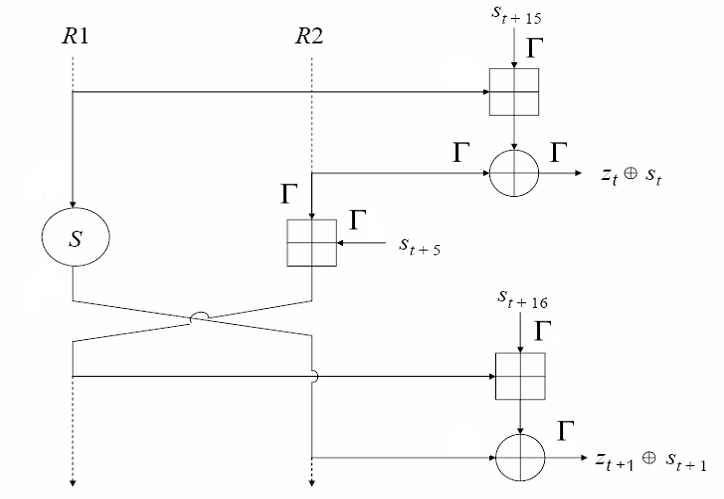 s_{t+15}
R1 R2
Γ
Γ Γ
z_t ⊕ s_t
Γ
Γ
S
s_{t+5}
s_{t+16}
Γ
Γ
z_{t+1} ⊕ s_{t+1}